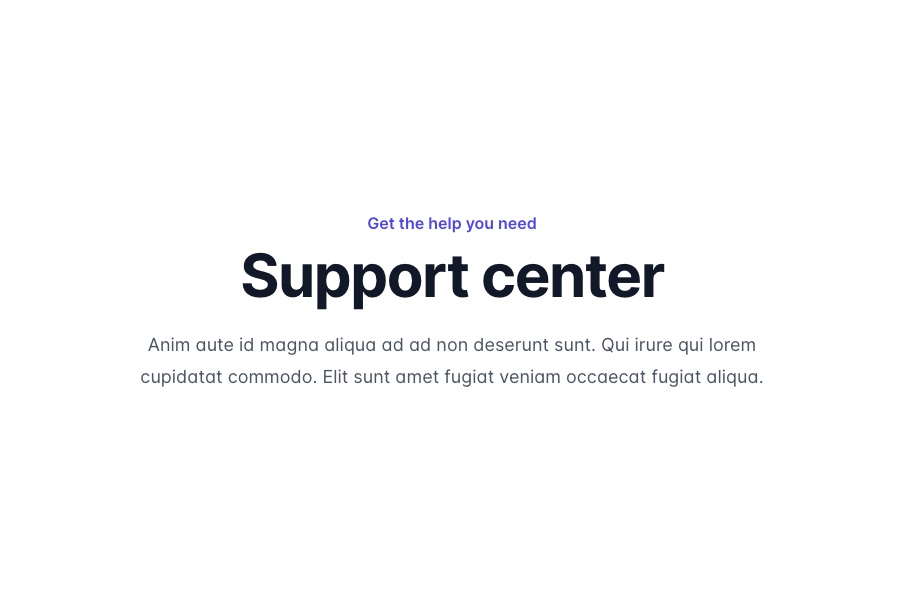 Get the help you need
Support center
Anim aute id magna aliqua ad ad non deserunt sunt. Qui irure qui lorem
cupidatat commodo. Elit sunt amet fugiat veniam occaecat fugiat aliqua.